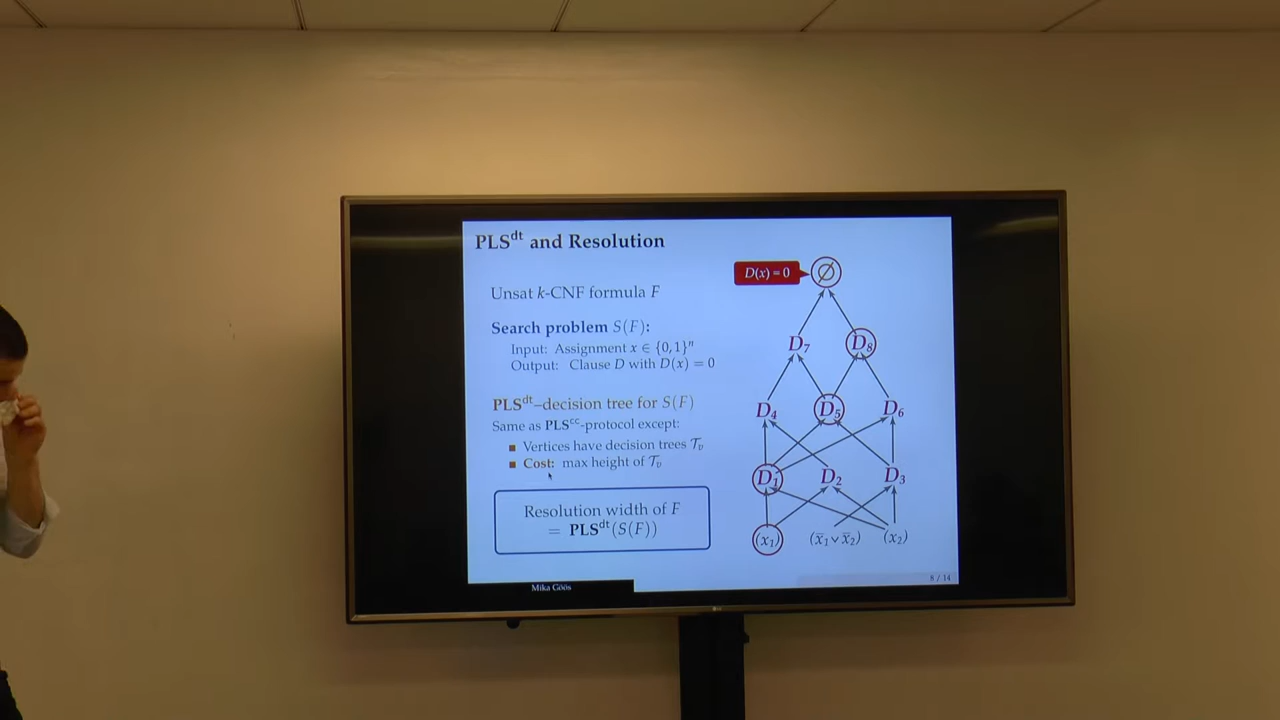 PLS^dt and Resolution
Unsat k-CNF formula F
Search problem S(F):
Input: Assignment x ∈ {0,1}^n
Output: Clause D with D(x) = 0
PLS^dt–decision tree for S(F)
Same as PLS^cc-protocol except:
Vertices have decision trees 𝒯_v
Cost: max height of 𝒯_v
Resolution width of F
= PLS^dt(S(F))
D(x) = 0
∅
D₇ D₈
D₄ D₅ D₆
D₁ D₂ D₃
(x₁) (x̄₁ ∨ x̄₂) (x₂)
8 / 14
Mika Göös
LG